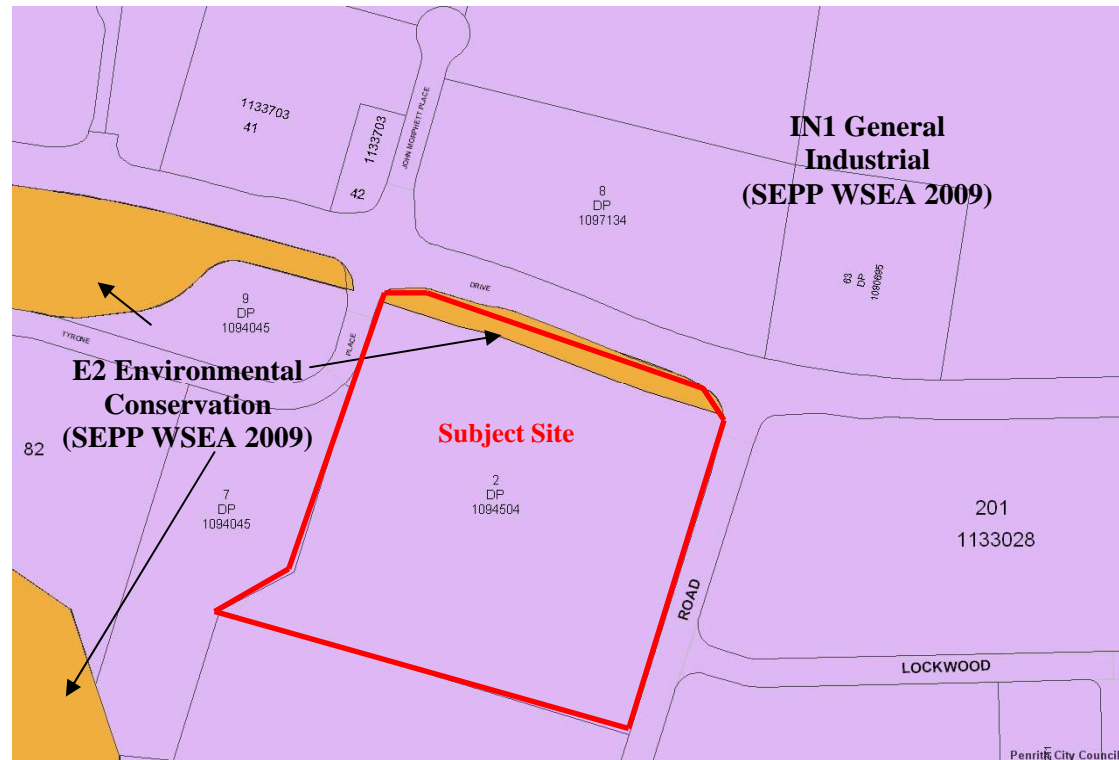 1133703
41
1133703
42
JOHN MORPHETT PLACE
IN1 General
Industrial
(SEPP WSEA 2009)
8
DP
1097134
63
DP
1090695
DRIVE
9
DP
1094045
TYRONE
PLACE
E2 Environmental
Conservation
(SEPP WSEA 2009)
82
Subject Site
7
DP
1094045
2
DP
1094504
201
1133028
ROAD
LOCKWOOD
Penrith City Council